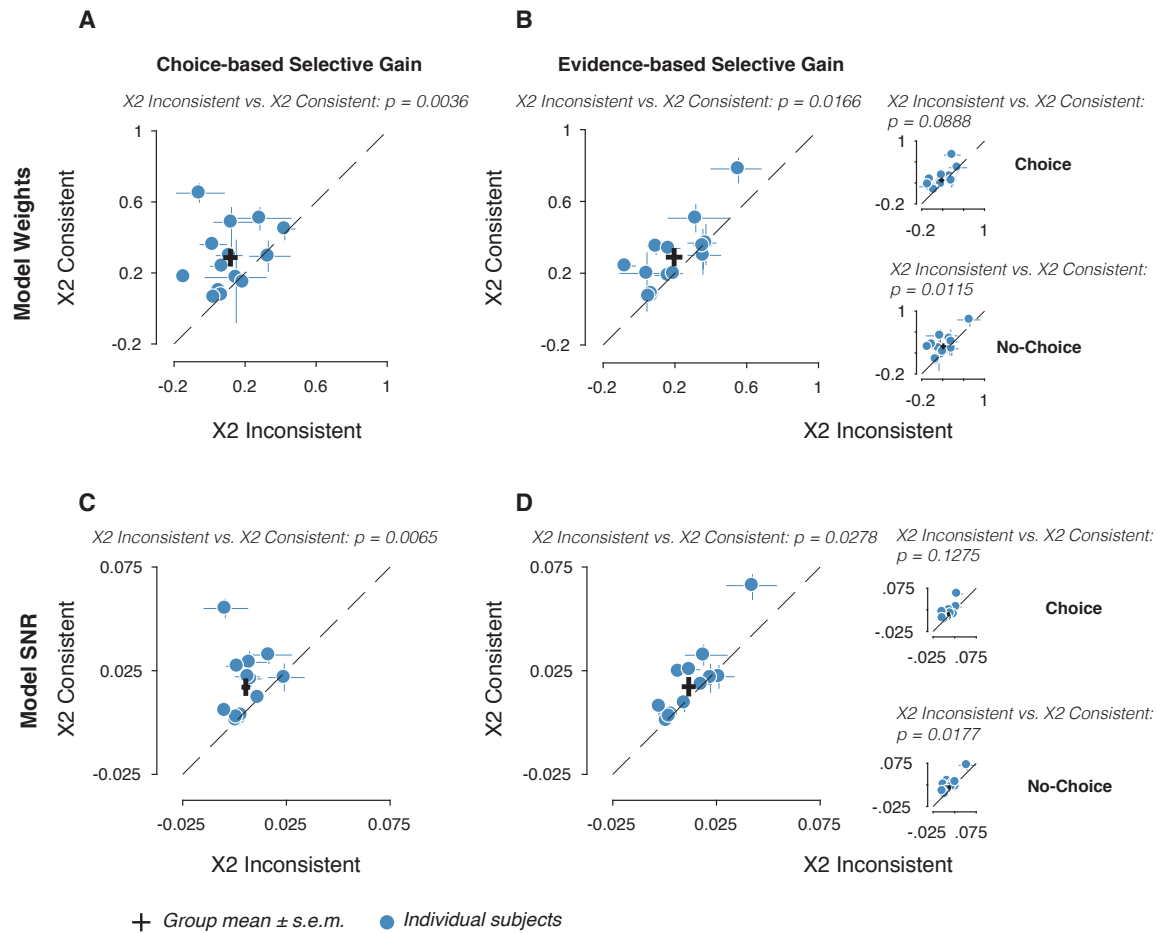 A
B
Choice-based Selective Gain
Evidence-based Selective Gain
X2 Inconsistent vs. X2 Consistent: p = 0.0036
X2 Inconsistent vs. X2 Consistent: p = 0.0166
X2 Inconsistent vs. X2 Consistent:
p = 0.0888
Model Weights
X2 Consistent
1
0.6
0.2
-0.2
-0.2
0.2
0.6
1
X2 Inconsistent
X2 Consistent
1
0.6
0.2
-0.2
-0.2
0.2
0.6
1
X2 Inconsistent
1
-0.2
-0.2
1
Choice
X2 Inconsistent vs. X2 Consistent:
p = 0.0115
1
-0.2
-0.2
1
No-Choice
C
D
X2 Inconsistent vs. X2 Consistent: p = 0.0065
X2 Inconsistent vs. X2 Consistent: p = 0.0278
X2 Inconsistent vs. X2 Consistent:
p = 0.1275
Model SNR
X2 Consistent
0.075
0.025
-0.025
-0.025
0.025
0.075
X2 Inconsistent
X2 Consistent
0.075
0.025
-0.025
-0.025
0.025
0.075
X2 Inconsistent
.075
-.025
-.025
.075
Choice
X2 Inconsistent vs. X2 Consistent:
p = 0.0177
.075
-.025
-.025
.075
No-Choice
Group mean ± s.e.m.
Individual subjects